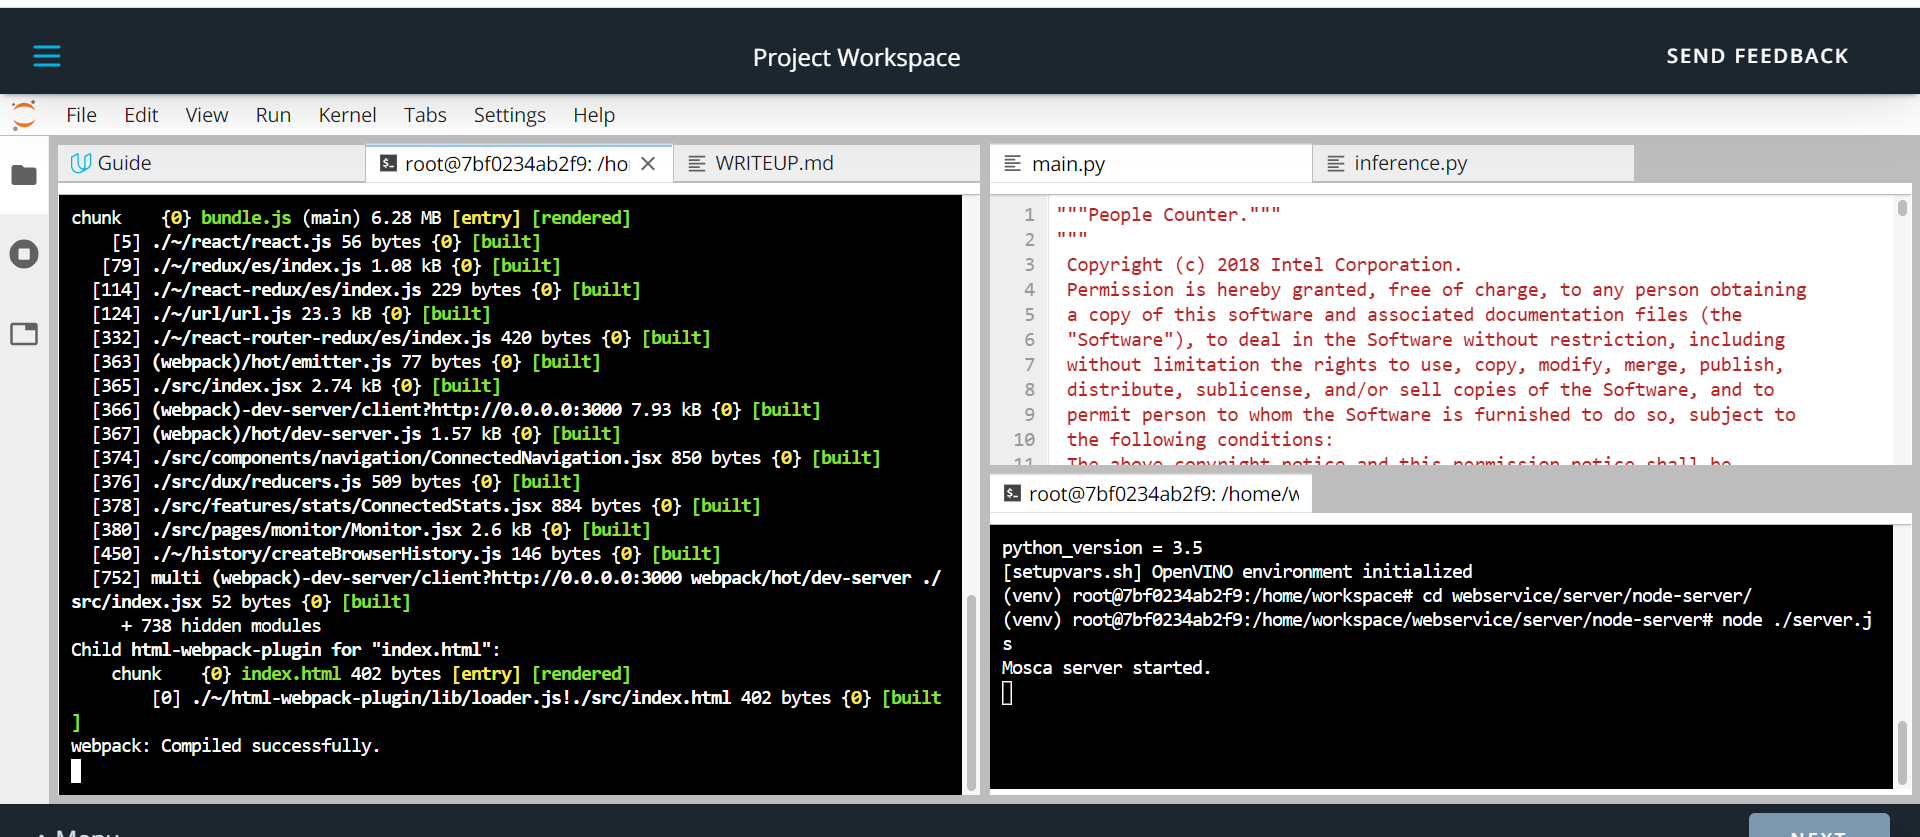 Project Workspace
SEND FEEDBACK
File Edit View Run Kernel Tabs Settings Help
Guide
root@7bf0234ab2f9: /ho
WRITEUP.md
chunk {0} bundle.js (main) 6.28 MB [entry] [rendered]
[5] ./~/react/react.js 56 bytes {0} [built]
[79] ./~/redux/es/index.js 1.08 kB {0} [built]
[114] ./~/react-redux/es/index.js 229 bytes {0} [built]
[124] ./~/url/url.js 23.3 kB {0} [built]
[332] ./~/react-router-redux/es/index.js 420 bytes {0} [built]
[363] (webpack)/hot/emitter.js 77 bytes {0} [built]
[365] ./src/index.jsx 2.74 kB {0} [built]
[366] (webpack)-dev-server/client?http://0.0.0.0:3000 7.93 kB {0} [built]
[367] (webpack)/hot/dev-server.js 1.57 kB {0} [built]
[374] ./src/components/navigation/ConnectedNavigation.jsx 850 bytes {0} [built]
[376] ./src/dux/reducers.js 509 bytes {0} [built]
[378] ./src/features/stats/ConnectedStats.jsx 884 bytes {0} [built]
[380] ./src/pages/monitor/Monitor.jsx 2.6 kB {0} [built]
[450] ./~/history/createBrowserHistory.js 146 bytes {0} [built]
[752] multi (webpack)-dev-server/client?http://0.0.0.0:3000 webpack/hot/dev-server ./
src/index.jsx 52 bytes {0} [built]
+ 738 hidden modules
Child html-webpack-plugin for "index.html":
chunk {0} index.html 402 bytes [entry] [rendered]
[0] ./~/html-webpack-plugin/lib/loader.js!./src/index.html 402 bytes {0} [built
]
webpack: Compiled successfully.
main.py
inference.py
1 """People Counter."""
2 """
3 Copyright (c) 2018 Intel Corporation.
4 Permission is hereby granted, free of charge, to any person obtaining
5 a copy of this software and associated documentation files (the
6 "Software"), to deal in the Software without restriction, including
7 without limitation the rights to use, copy, modify, merge, publish,
8 distribute, sublicense, and/or sell copies of the Software, and to
9 permit person to whom the Software is furnished to do so, subject to
10 the following conditions:
11 The above copyright notice and this permission notice shall be
root@7bf0234ab2f9: /home/w
python_version = 3.5
[setupvars.sh] OpenVINO environment initialized
(venv) root@7bf0234ab2f9:/home/workspace# cd webservice/server/node-server/
(venv) root@7bf0234ab2f9:/home/workspace/webservice/server/node-server# node ./server.j
s
Mosca server started.
Menu
NEXT